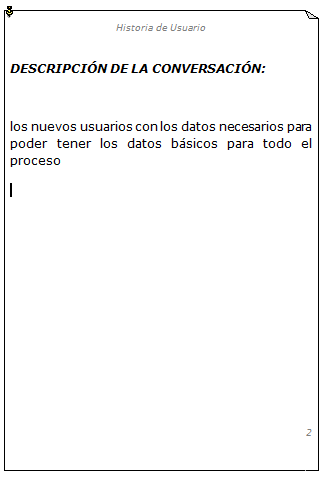 Historia de Usuario
DESCRIPCIÓN DE LA CONVERSACIÓN:
los nuevos usuarios con los datos necesarios para
poder tener los datos básicos para todo el
proceso
2